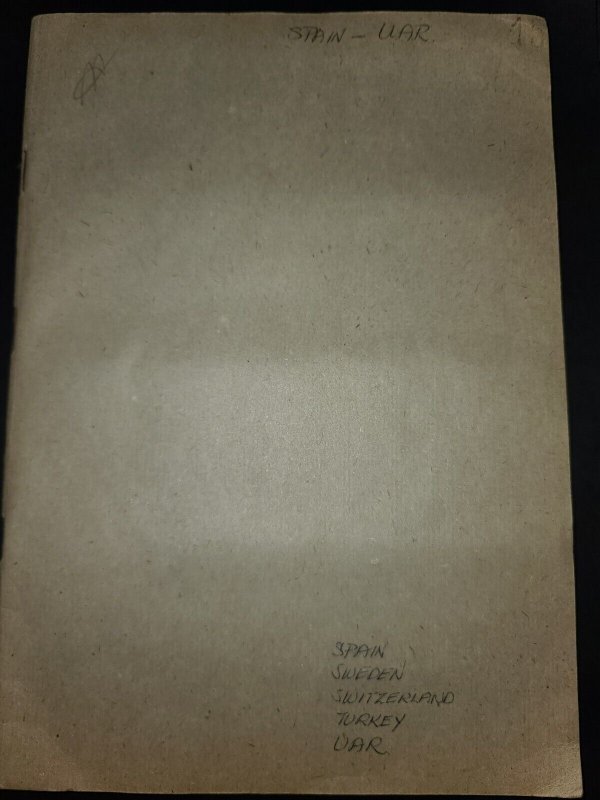 SPAIN - UAR.
SPAIN
SWEDEN
SWITZERLAND
TURKEY
UAR.